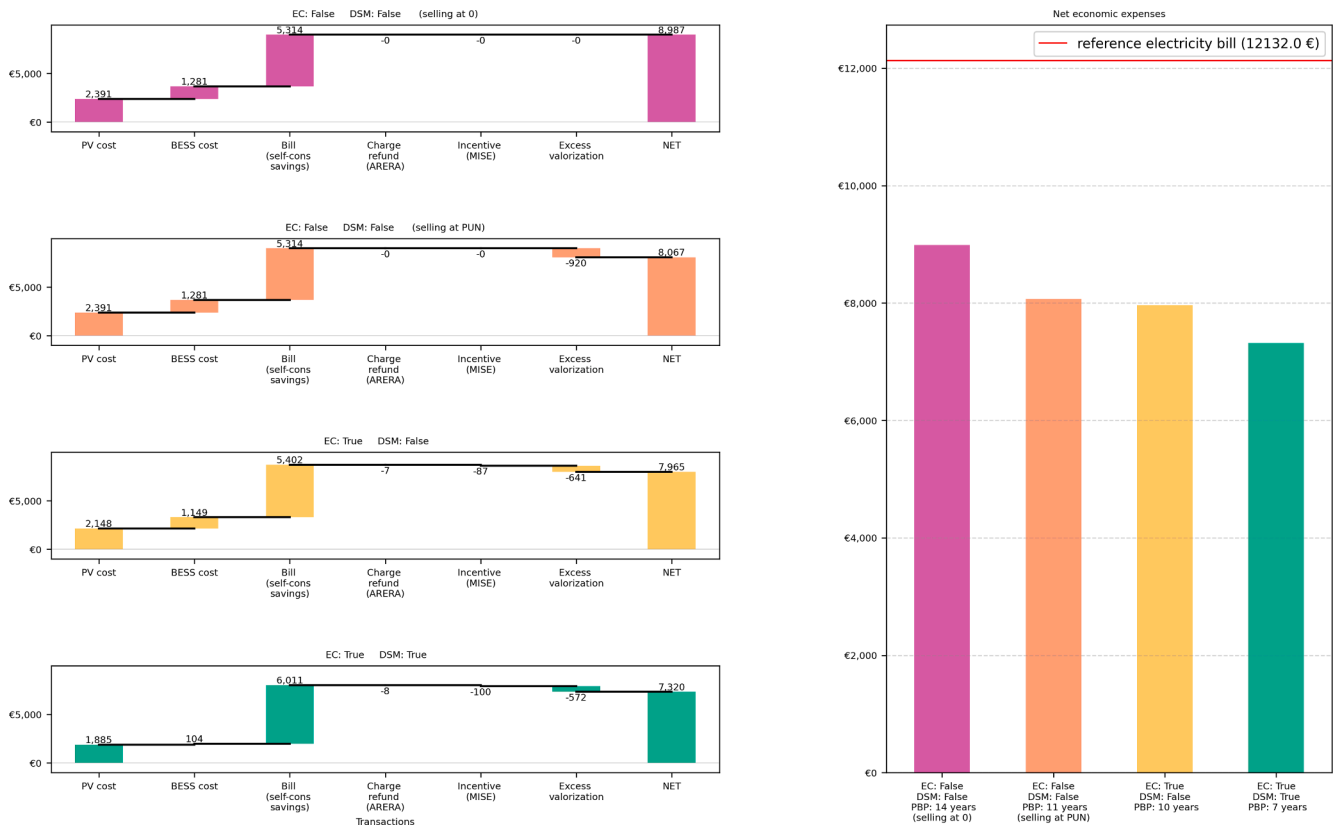 EC: False DSM: False (selling at 0)
5,314
8,987
-0
-0
-0
€5,000
1,281
2,391
€0
PV cost
BESS cost
Bill
(self-cons
savings)
Charge
refund
(ARERA)
Incentive
(MISE)
Excess
valorization
NET
EC: False DSM: False (selling at PUN)
5,314
8,067
-0
-0
-920
€5,000
1,281
2,391
€0
PV cost
BESS cost
Bill
(self-cons
savings)
Charge
refund
(ARERA)
Incentive
(MISE)
Excess
valorization
NET
EC: True DSM: False
5,402
7,965
-7
-87
-641
€5,000
1,149
2,148
€0
PV cost
BESS cost
Bill
(self-cons
savings)
Charge
refund
(ARERA)
Incentive
(MISE)
Excess
valorization
NET
EC: True DSM: True
6,011
7,320
-8
-100
-572
€5,000
1,885
104
€0
PV cost
BESS cost
Bill
(self-cons
savings)
Charge
refund
(ARERA)
Incentive
(MISE)
Excess
valorization
NET
Transactions
Net economic expenses
reference electricity bill (12132.0 €)
€12,000
€10,000
€8,000
€6,000
€4,000
€2,000
€0
EC: False
DSM: False
PBP: 14 years
(selling at 0)
EC: False
DSM: False
PBP: 11 years
(selling at PUN)
EC: True
DSM: False
PBP: 10 years
EC: True
DSM: True
PBP: 7 years